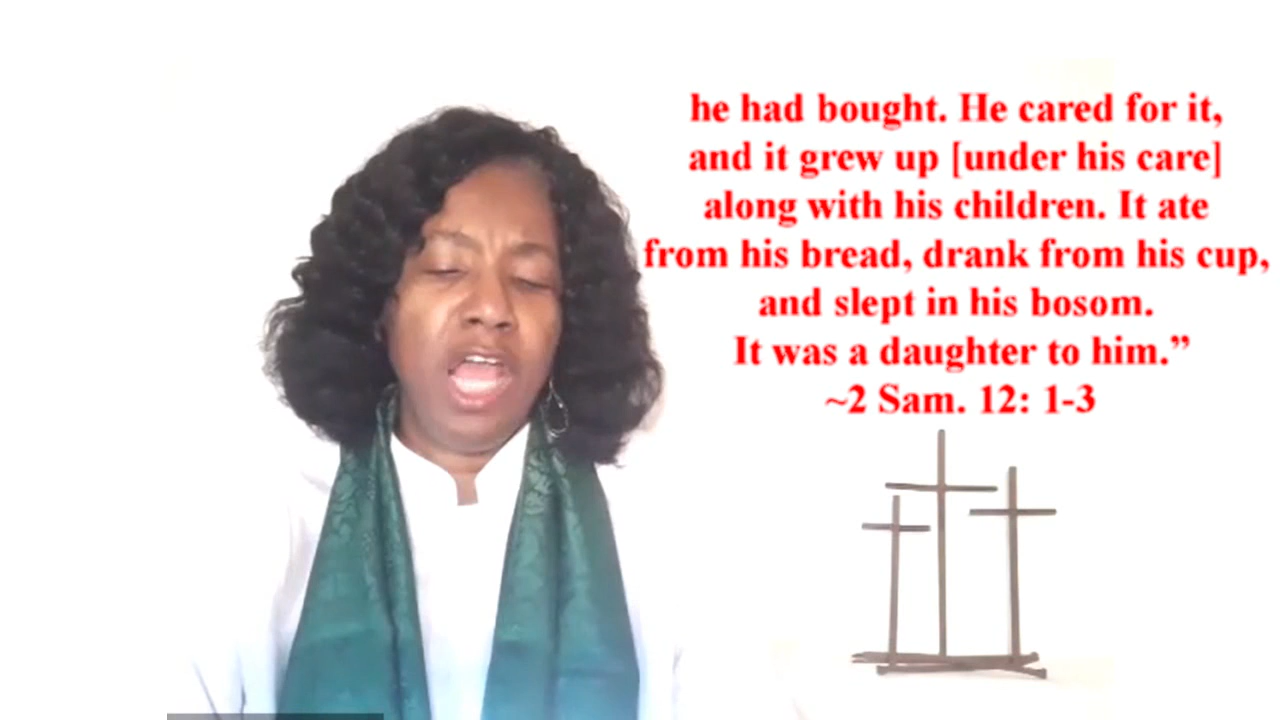 he had bought. He cared for it,
and it grew up [under his care]
along with his children. It ate
from his bread, drank from his cup,
and slept in his bosom.
It was a daughter to him.”
~2 Sam. 12: 1-3